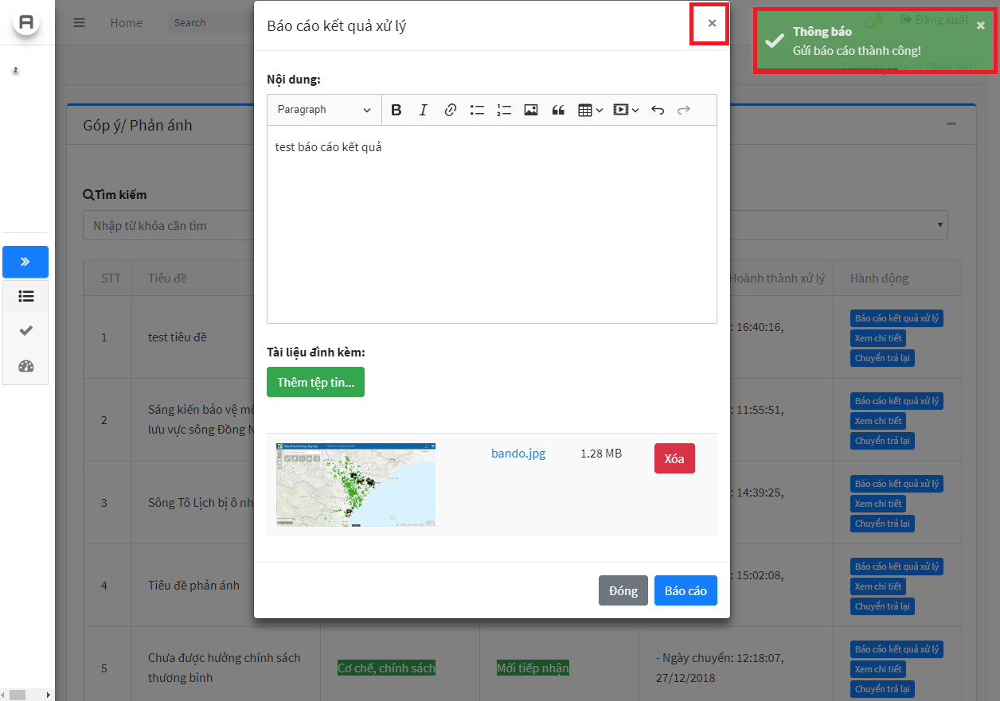 Home
Search
Đăng xuất
Thông báo
Gửi báo cáo thành công!
Quản trị Góp ý/ Phản ánh
Báo cáo kết quả xử lý
×
Nội dung:
Paragraph
test báo cáo kết quả
Tài liệu đình kèm:
Thêm tệp tin...
bando.jpg
1.28 MB
Xóa
Đóng
Báo cáo
Góp ý/ Phản ánh
Tìm kiếm
Nhập từ khóa cần tìm
STT
Tiêu đề
Hoành thành xử lý
Hành động
1
test tiêu đề
: 16:40:16,
Báo cáo kết quả xử lý
Xem chi tiết
Chuyển trả lại
2
Sáng kiến bảo vệ
lưu vực sông Đồng
: 11:55:51,
Báo cáo kết quả xử lý
Xem chi tiết
Chuyển trả lại
3
Sông Tô Lịch bị ô
: 14:39:25,
Báo cáo kết quả xử lý
Xem chi tiết
Chuyển trả lại
4
Tiêu đề phản ánh
: 15:02:08,
Báo cáo kết quả xử lý
Xem chi tiết
Chuyển trả lại
5
Chưa được hưởng chính sách
thương binh
Cơ chế, chính sách
Mới tiếp nhận
- Ngày chuyển: 12:18:07,
27/12/2018
Báo cáo kết quả xử lý
Xem chi tiết
Chuyển trả lại